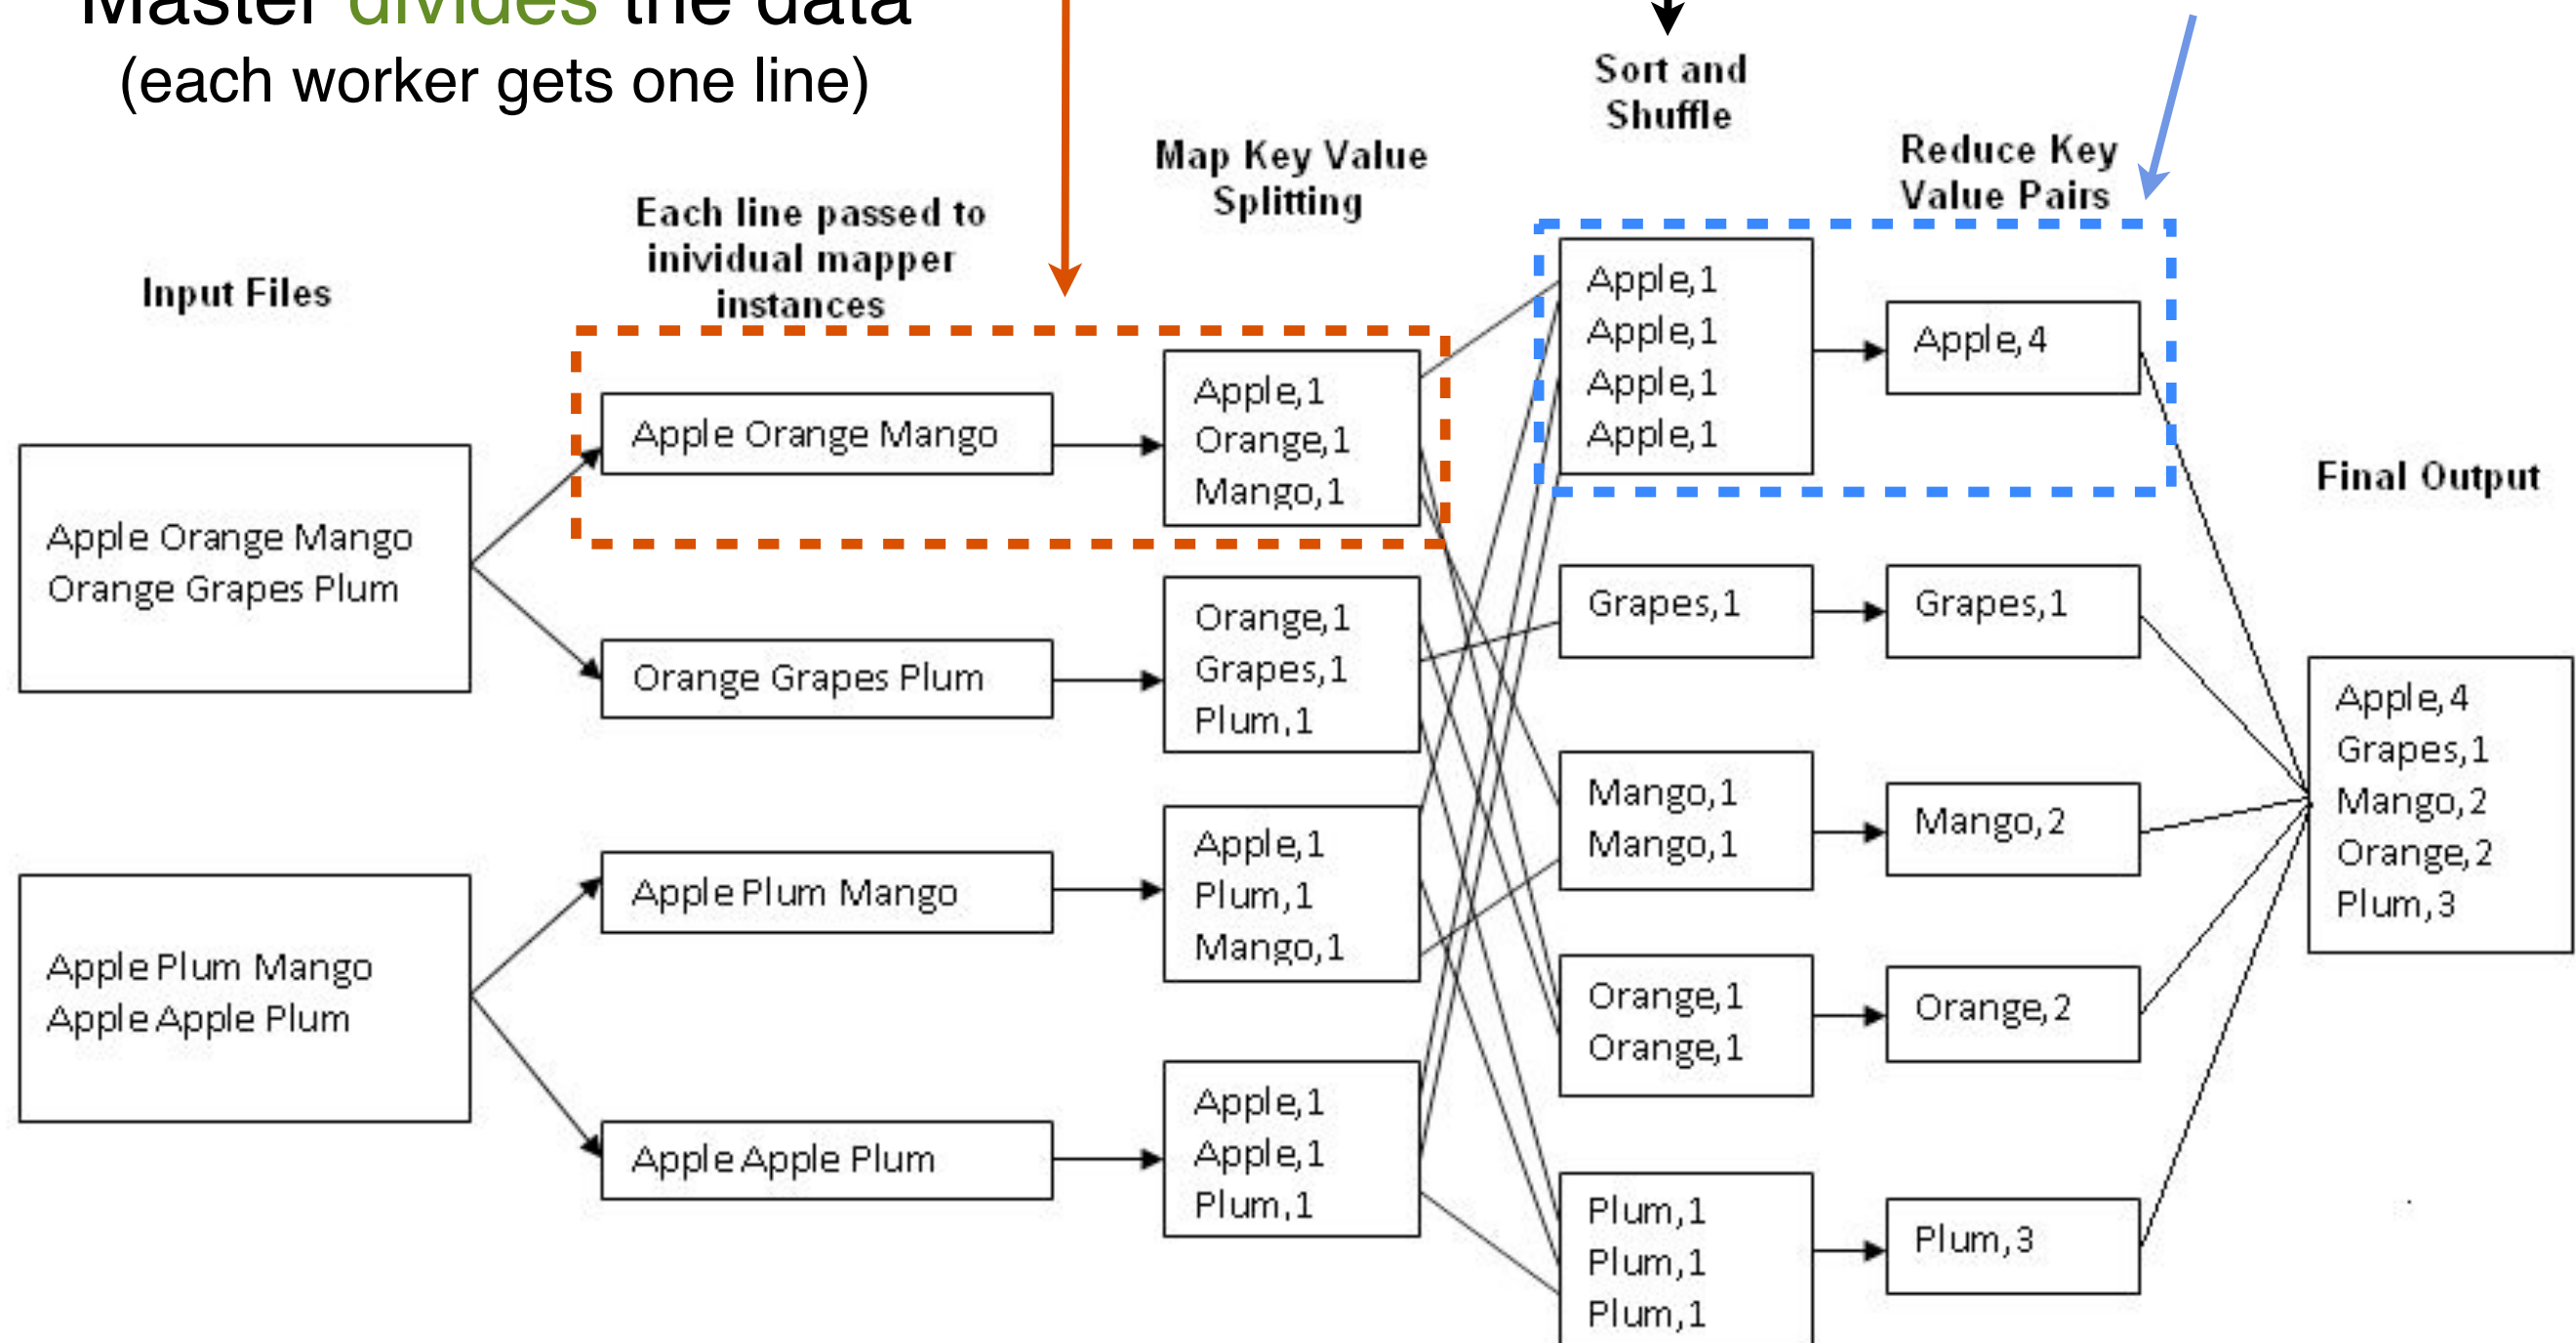 Master divides the data
(each worker gets one line)
Input Files
Each line passed to
inividual mapper
instances
Map Key Value
Splitting
Sort and
Shuffle
Reduce Key
Value Pairs
Final Output
Apple Orange Mango
Orange Grapes Plum
Apple Plum Mango
Apple Apple Plum
Apple Orange Mango
Orange Grapes Plum
Apple Plum Mango
Apple Apple Plum
Apple,1
Orange,1
Mango,1
Orange,1
Grapes,1
Plum,1
Apple,1
Plum,1
Mango,1
Apple,1
Apple,1
Plum,1
Apple,1
Apple,1
Apple,1
Apple,1
Grapes,1
Mango,1
Mango,1
Orange,1
Orange,1
Plum,1
Plum,1
Plum,1
Apple,4
Grapes,1
Mango,2
Orange,2
Plum,3
Apple,4
Grapes,1
Mango,2
Orange,2
Plum,3